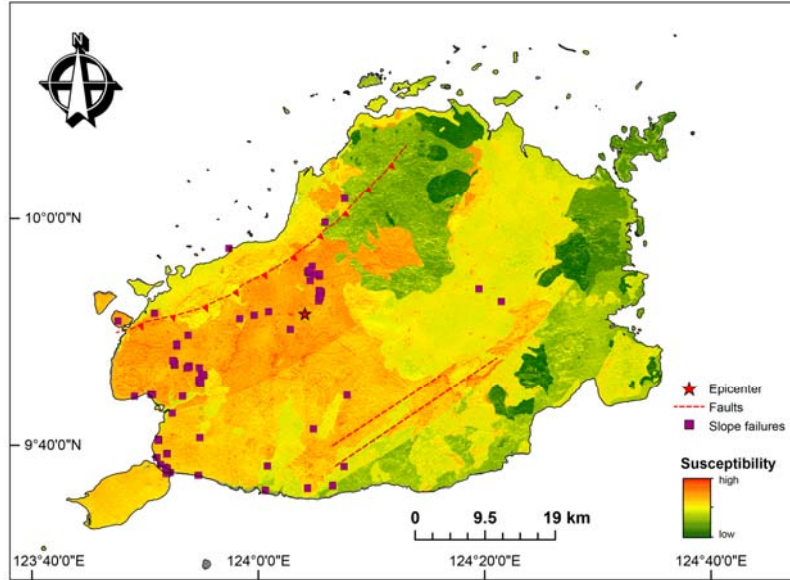 N
10°0'0"N
Epicenter
Faults
9°40'0"N
Slope failures
Susceptibility
high
low
0 9.5 19 km
123°40'0"E 124°0'0"E 124°20'0"E 124°40'0"E